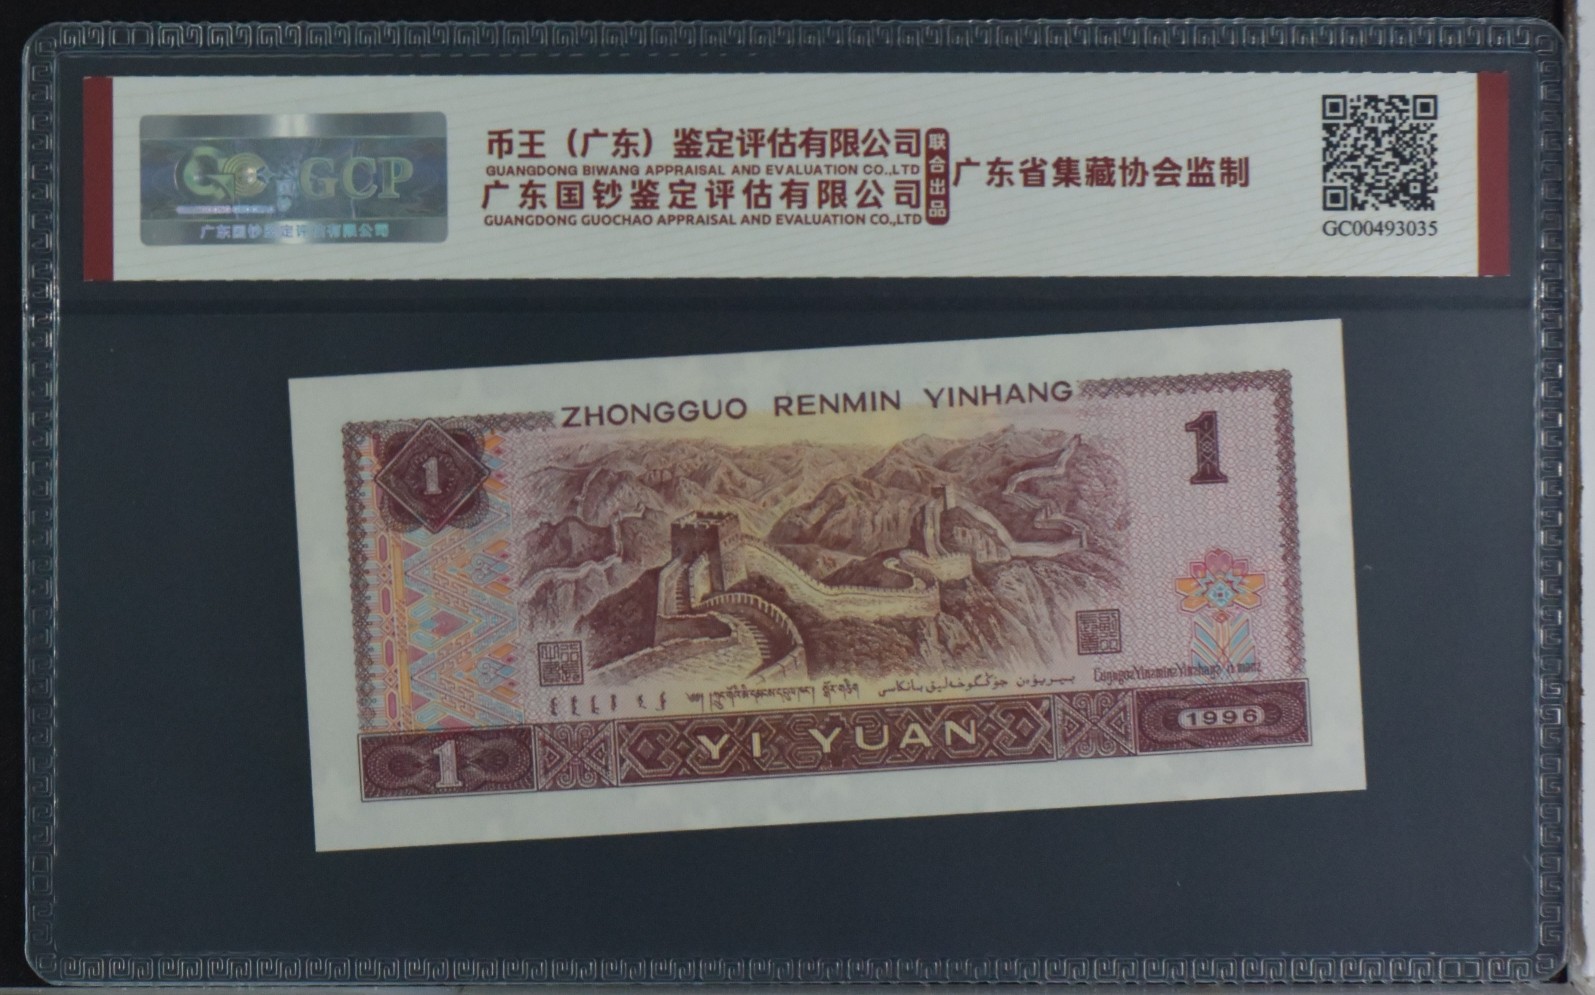 GCP
广东国钞鉴定评估有限公司
币王（广东）鉴定评估有限公司
GUANGDONG BIWANG APPRAISAL AND EVALUATION CO.,LTD
广东国钞鉴定评估有限公司
GUANGDONG GUOCHAO APPRAISAL AND EVALUATION CO.,LTD
联合出品
广东省集藏协会监制
GC00493035
ZHONGGUO RENMIN YINHANG
1
1
1
YI YUAN
1996